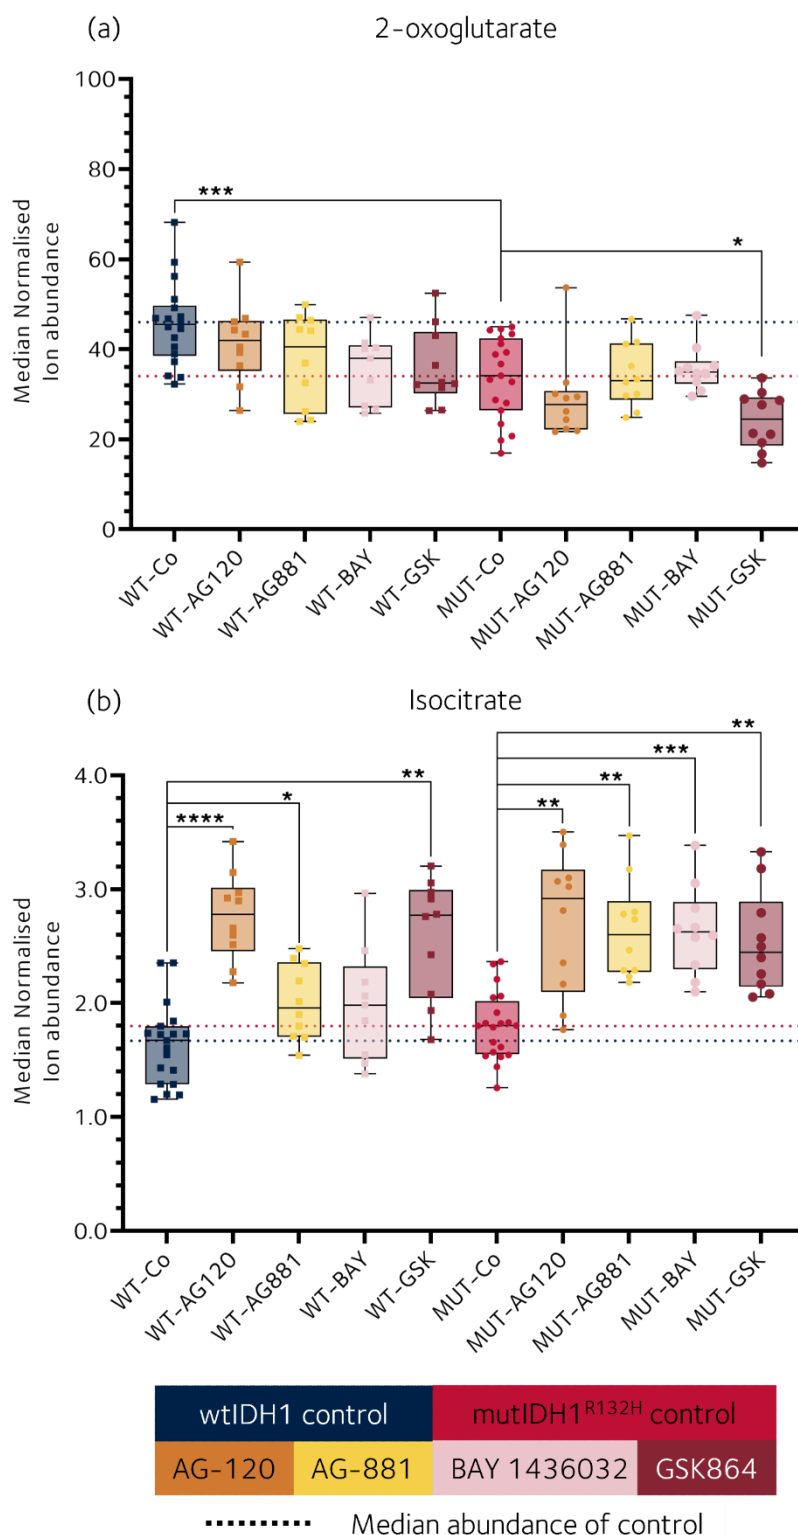 (a) 2-oxoglutarate
Median Normalised
Ion abundance
100
80
60
40
20
0
***
*
WT-Co
WT-AG120
WT-AG881
WT-BAY
WT-GSK
MUT-Co
MUT-AG120
MUT-AG881
MUT-BAY
MUT-GSK
(b) Isocitrate
Median Normalised
Ion abundance
4.0
3.0
2.0
1.0
0.0
**
***
**
*
**
****
**
WT-Co
WT-AG120
WT-AG881
WT-BAY
WT-GSK
MUT-Co
MUT-AG120
MUT-AG881
MUT-BAY
MUT-GSK
wtIDH1 control mutIDH1R132H control
AG-120 AG-881 BAY 1436032 GSK864
Median abundance of control